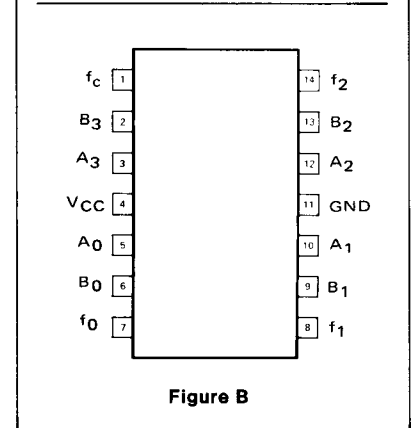 fc 1 14 f2
B3 2 13 B2
A3 3 12 A2
VCC 4 11 GND
A0 5 10 A1
B0 6 9 B1
f0 7 8 f1
Figure B